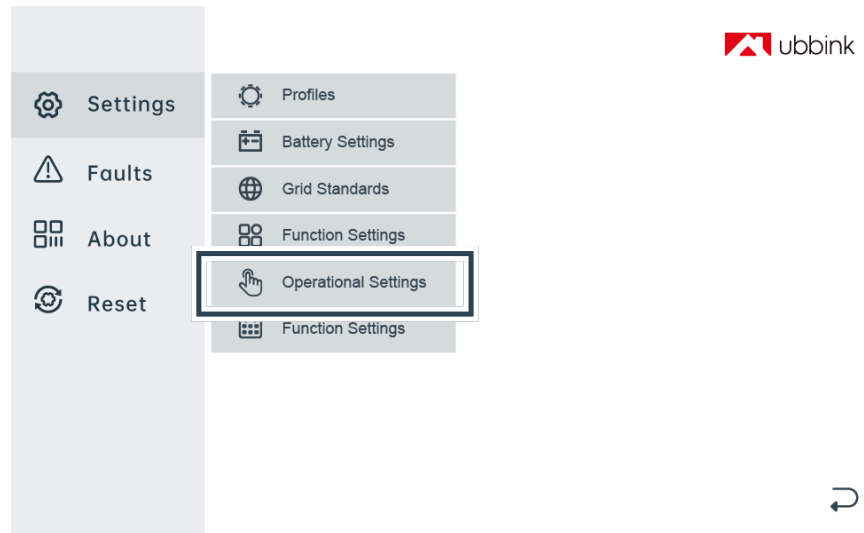 ubbink
Settings
Faults
About
Reset
Profiles
Battery Settings
Grid Standards
Function Settings
Operational Settings
Function Settings